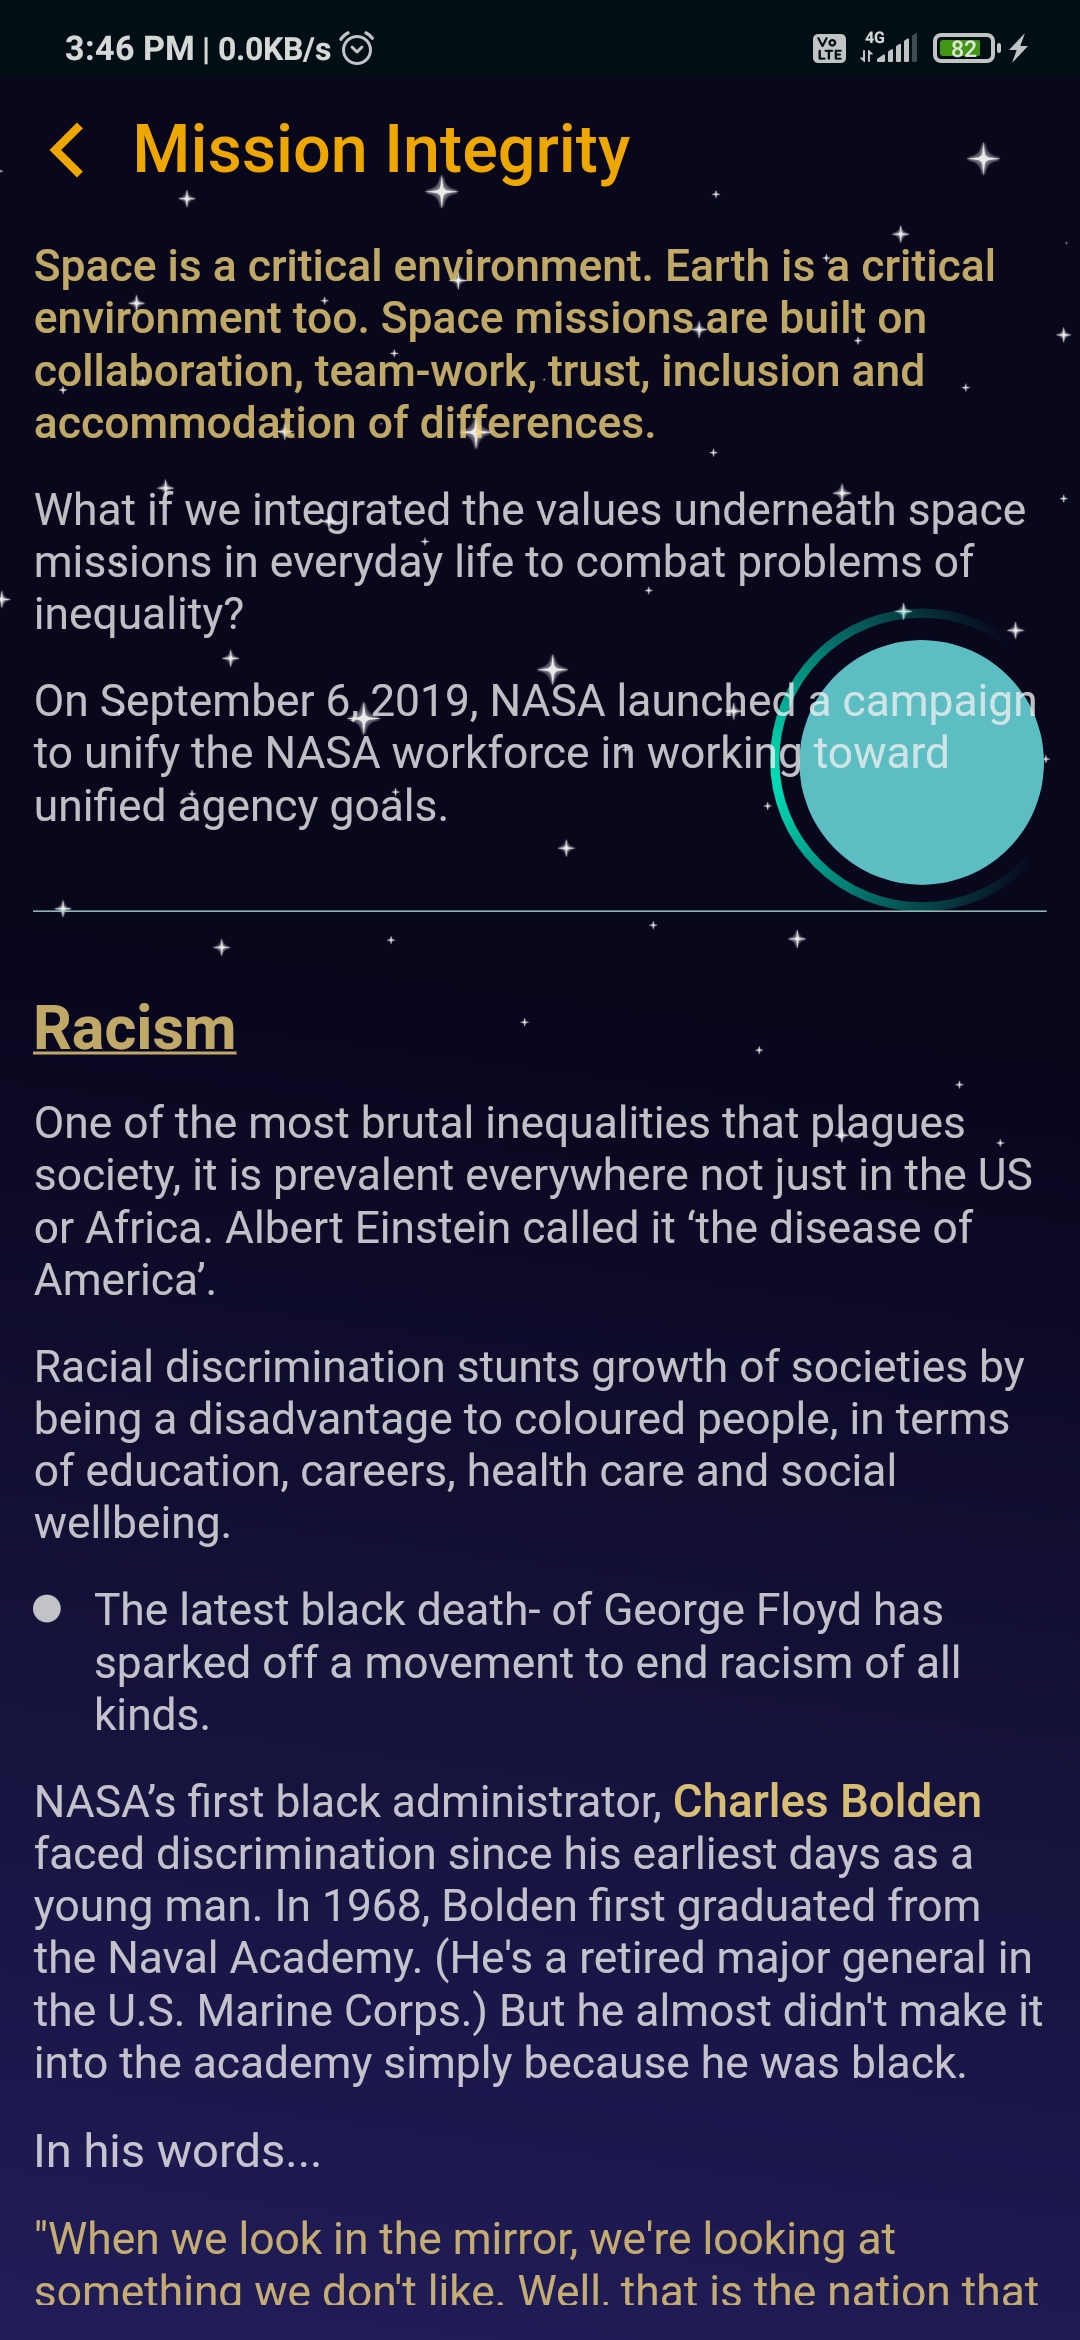 3:46 PM | 0.0KB/s
Vo LTE 4G 82
Mission Integrity
Space is a critical environment. Earth is a critical
environment too. Space missions are built on
collaboration, team-work, trust, inclusion and
accommodation of differences.
What if we integrated the values underneath space
missions in everyday life to combat problems of
inequality?
On September 6, 2019, NASA launched a campaign
to unify the NASA workforce in working toward
unified agency goals.
Racism
One of the most brutal inequalities that plagues
society, it is prevalent everywhere not just in the US
or Africa. Albert Einstein called it ‘the disease of
America’.
Racial discrimination stunts growth of societies by
being a disadvantage to coloured people, in terms
of education, careers, health care and social
wellbeing.
● The latest black death- of George Floyd has
sparked off a movement to end racism of all
kinds.
NASA’s first black administrator, Charles Bolden
faced discrimination since his earliest days as a
young man. In 1968, Bolden first graduated from
the Naval Academy. (He's a retired major general in
the U.S. Marine Corps.) But he almost didn't make it
into the academy simply because he was black.
In his words...
"When we look in the mirror, we're looking at
something we don't like. Well, that is the nation that